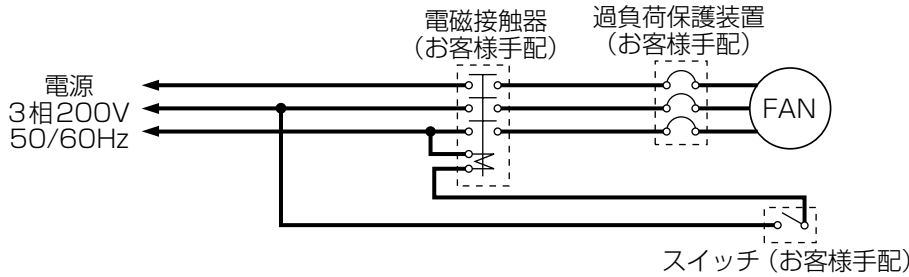 電磁接触器
(お客様手配)
過負荷保護装置
(お客様手配)
電源
3相200V
50/60Hz
FAN
スイッチ(お客様手配)